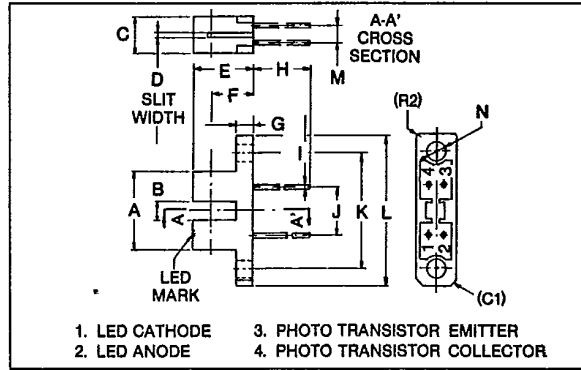 A-A'
CROSS
SECTION
C
D
SLIT
WIDTH
E
H
M
F
G
(R2)
N
4
3
I
B
A
A
A'
J
K
L
1
2
LED
MARK
(C1)
1. LED CATHODE
2. LED ANODE
3. PHOTO TRANSISTOR EMITTER
4. PHOTO TRANSISTOR COLLECTOR